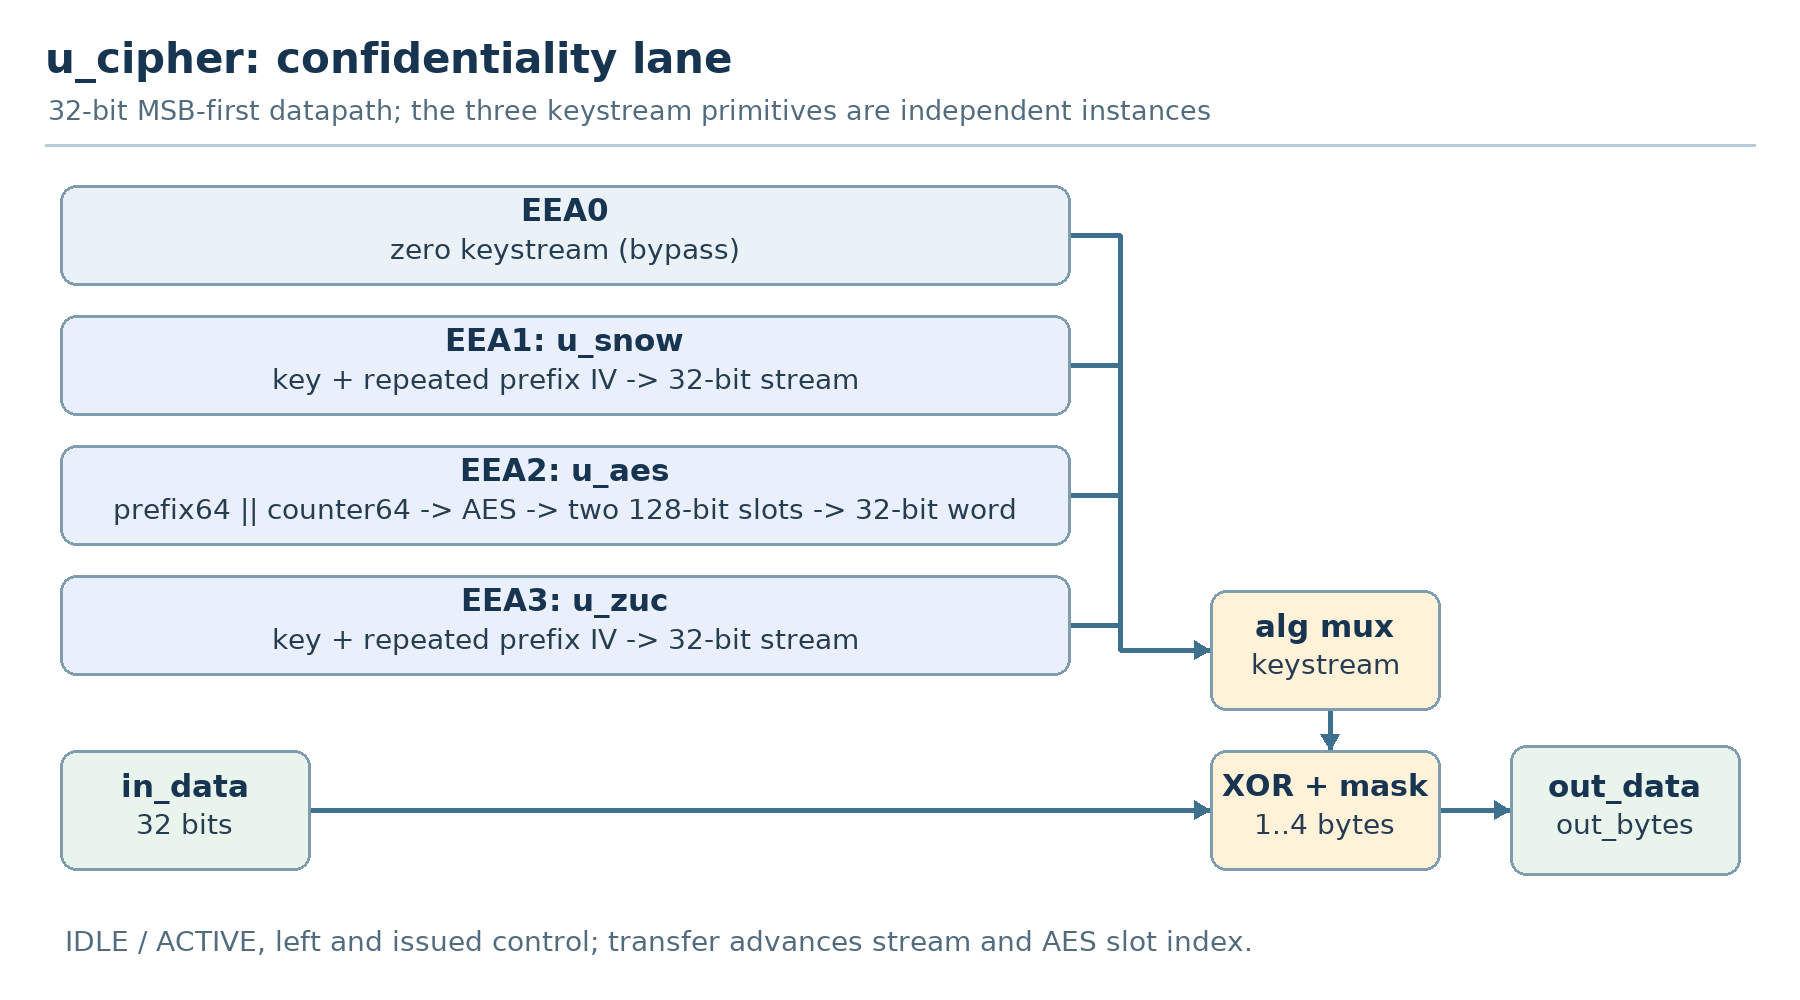 u_cipher: confidentiality lane
32-bit MSB-first datapath; the three keystream primitives are independent instances
EEA0
zero keystream (bypass)
EEA1: u_snow
key + repeated prefix IV -> 32-bit stream
EEA2: u_aes
prefix64 || counter64 -> AES -> two 128-bit slots -> 32-bit word
EEA3: u_zuc
key + repeated prefix IV -> 32-bit stream
alg mux
keystream
in_data
32 bits
XOR + mask
1..4 bytes
out_data
out_bytes
IDLE / ACTIVE, left and issued control; transfer advances stream and AES slot index.